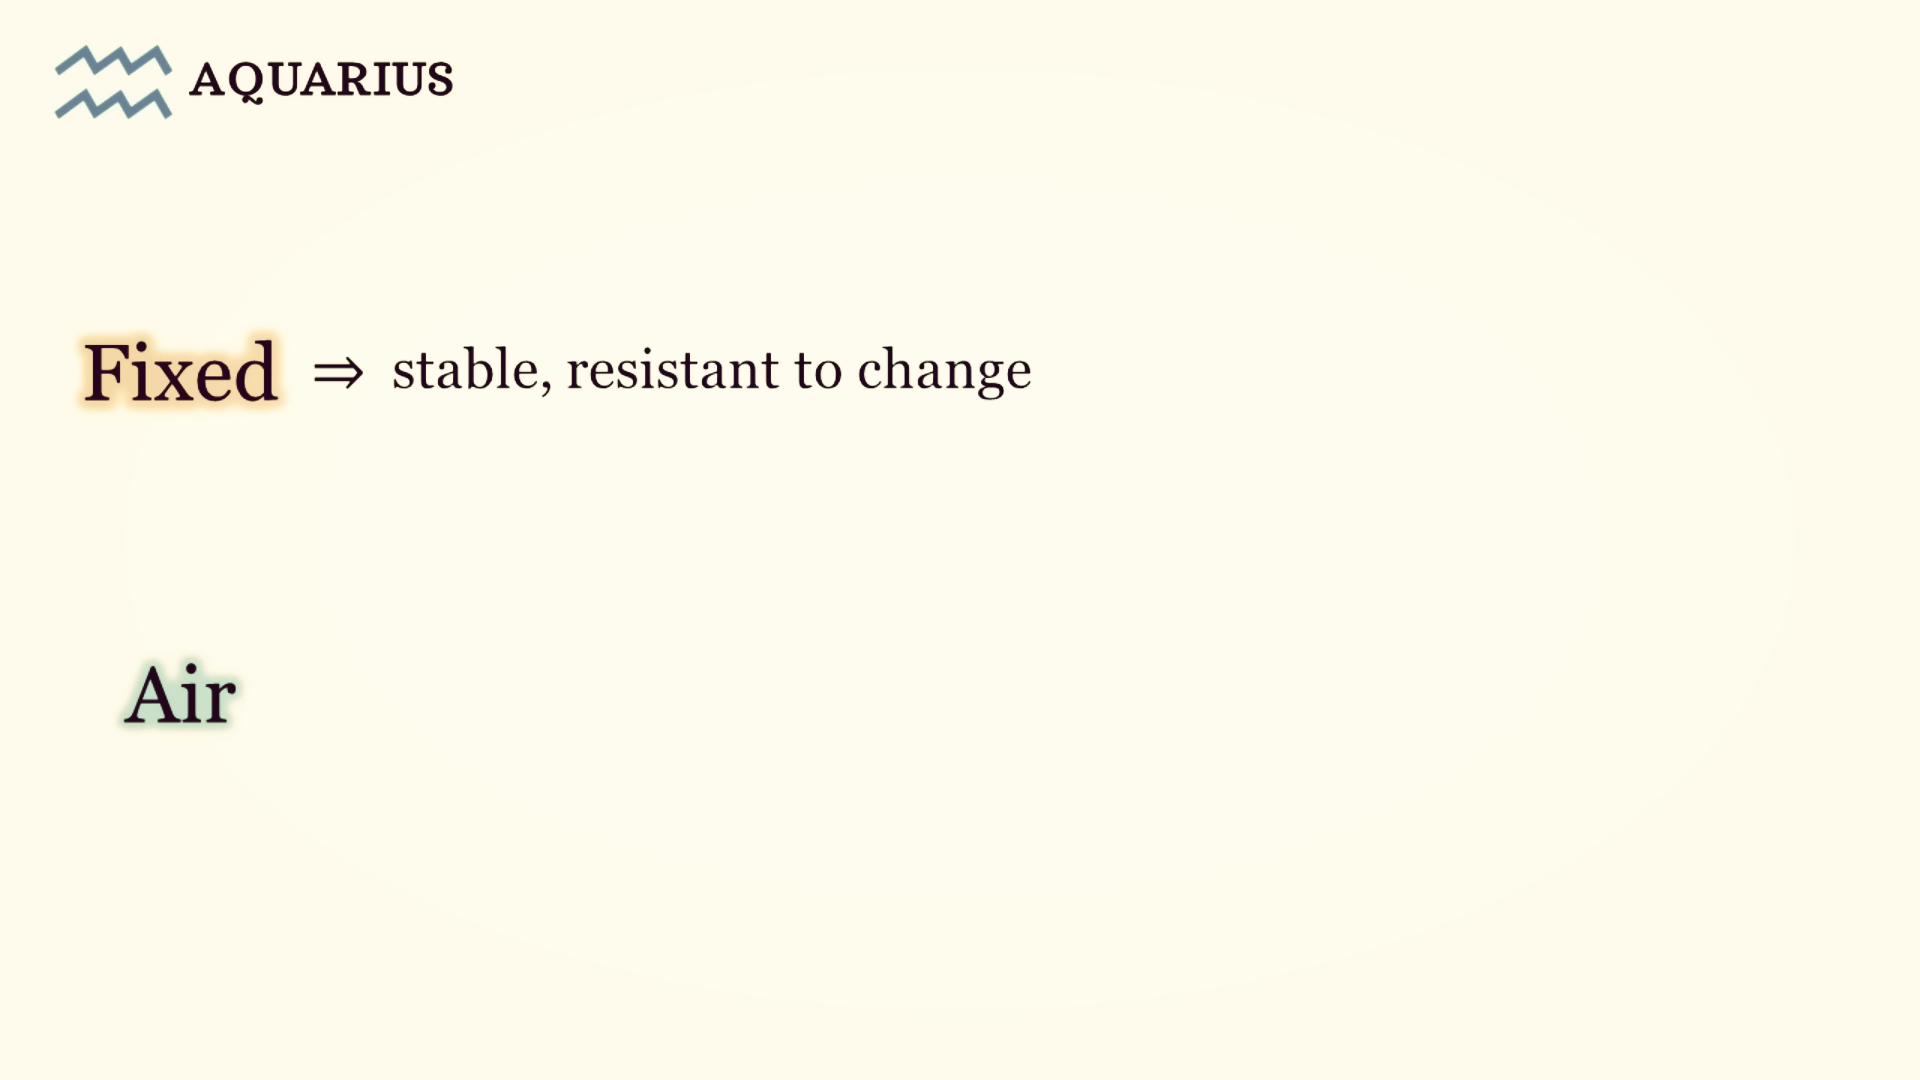 AQUARIUS
Fixed ⇒ stable, resistant to change
Air